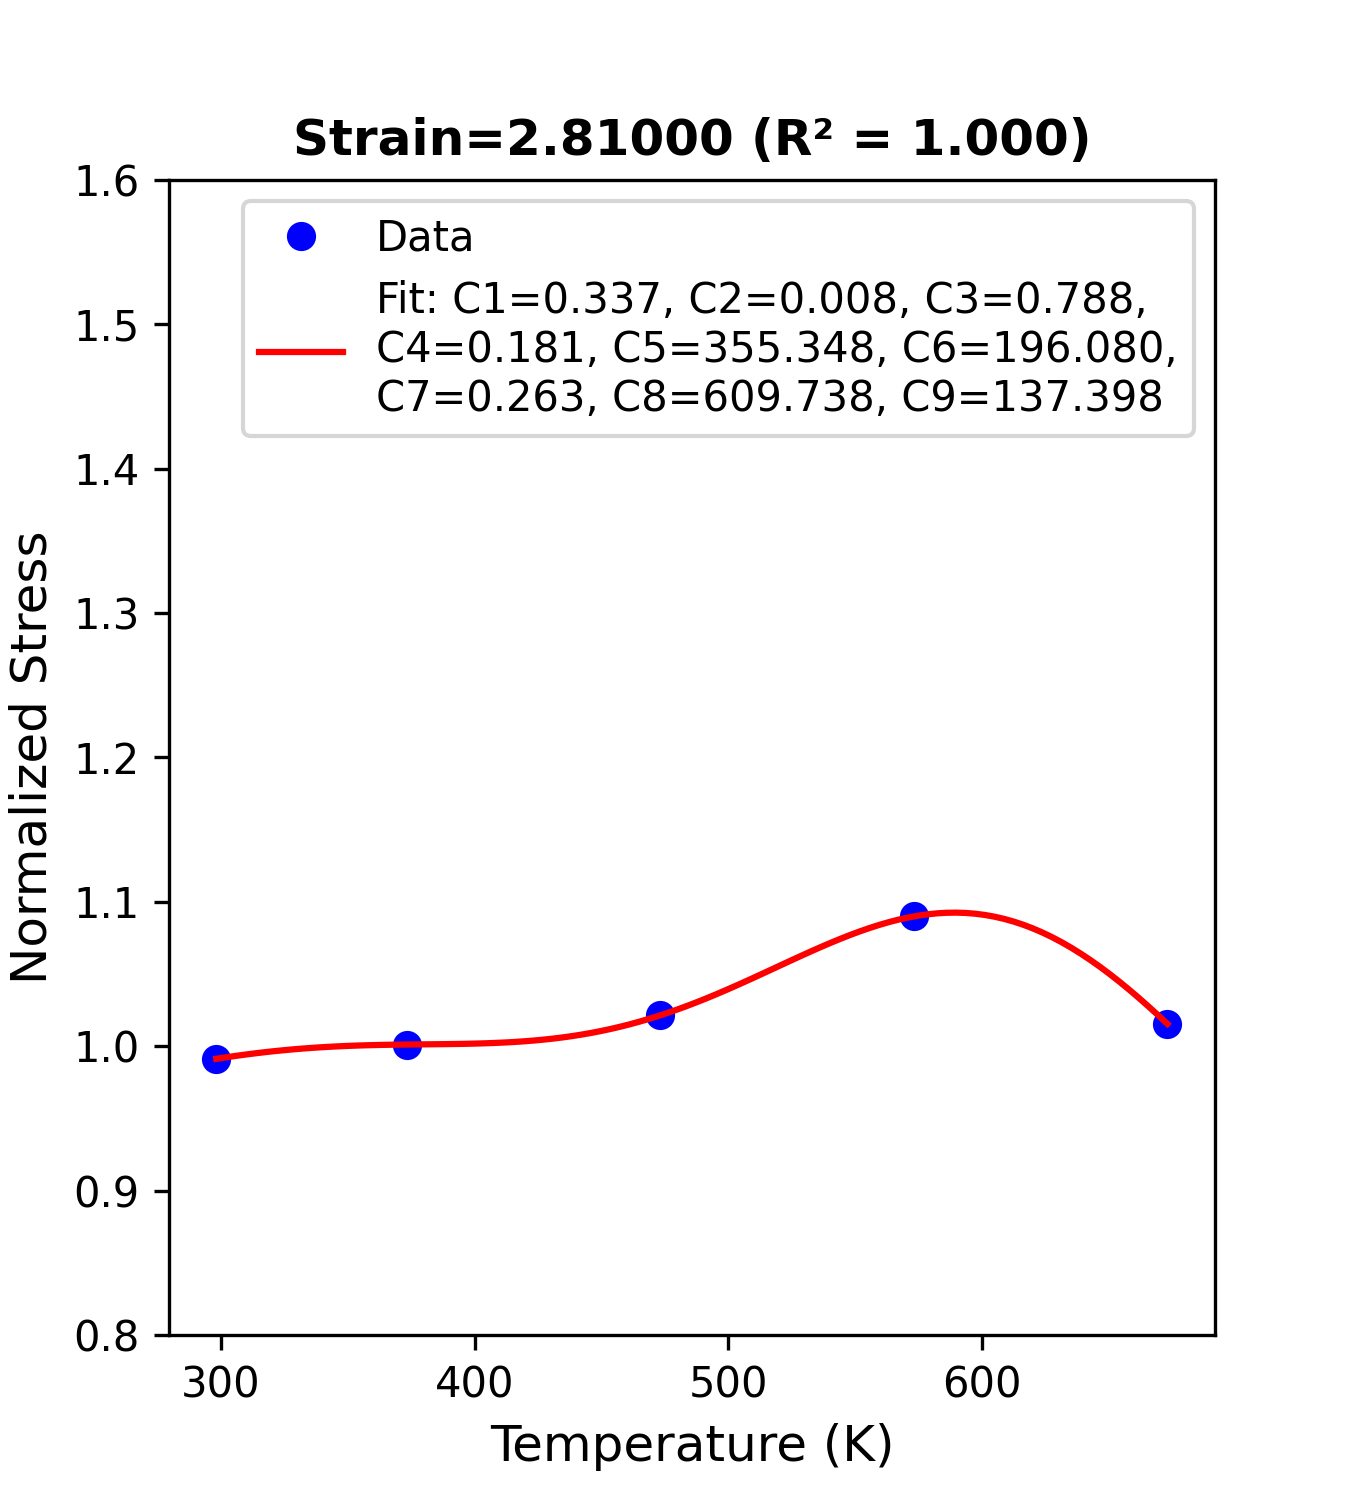 Strain=2.81000 (R² = 1.000)
Data
Fit: C1=0.337, C2=0.008, C3=0.788,
C4=0.181, C5=355.348, C6=196.080,
C7=0.263, C8=609.738, C9=137.398
Normalized Stress
1.6
1.5
1.4
1.3
1.2
1.1
1.0
0.9
0.8
300 400 500 600
Temperature (K)